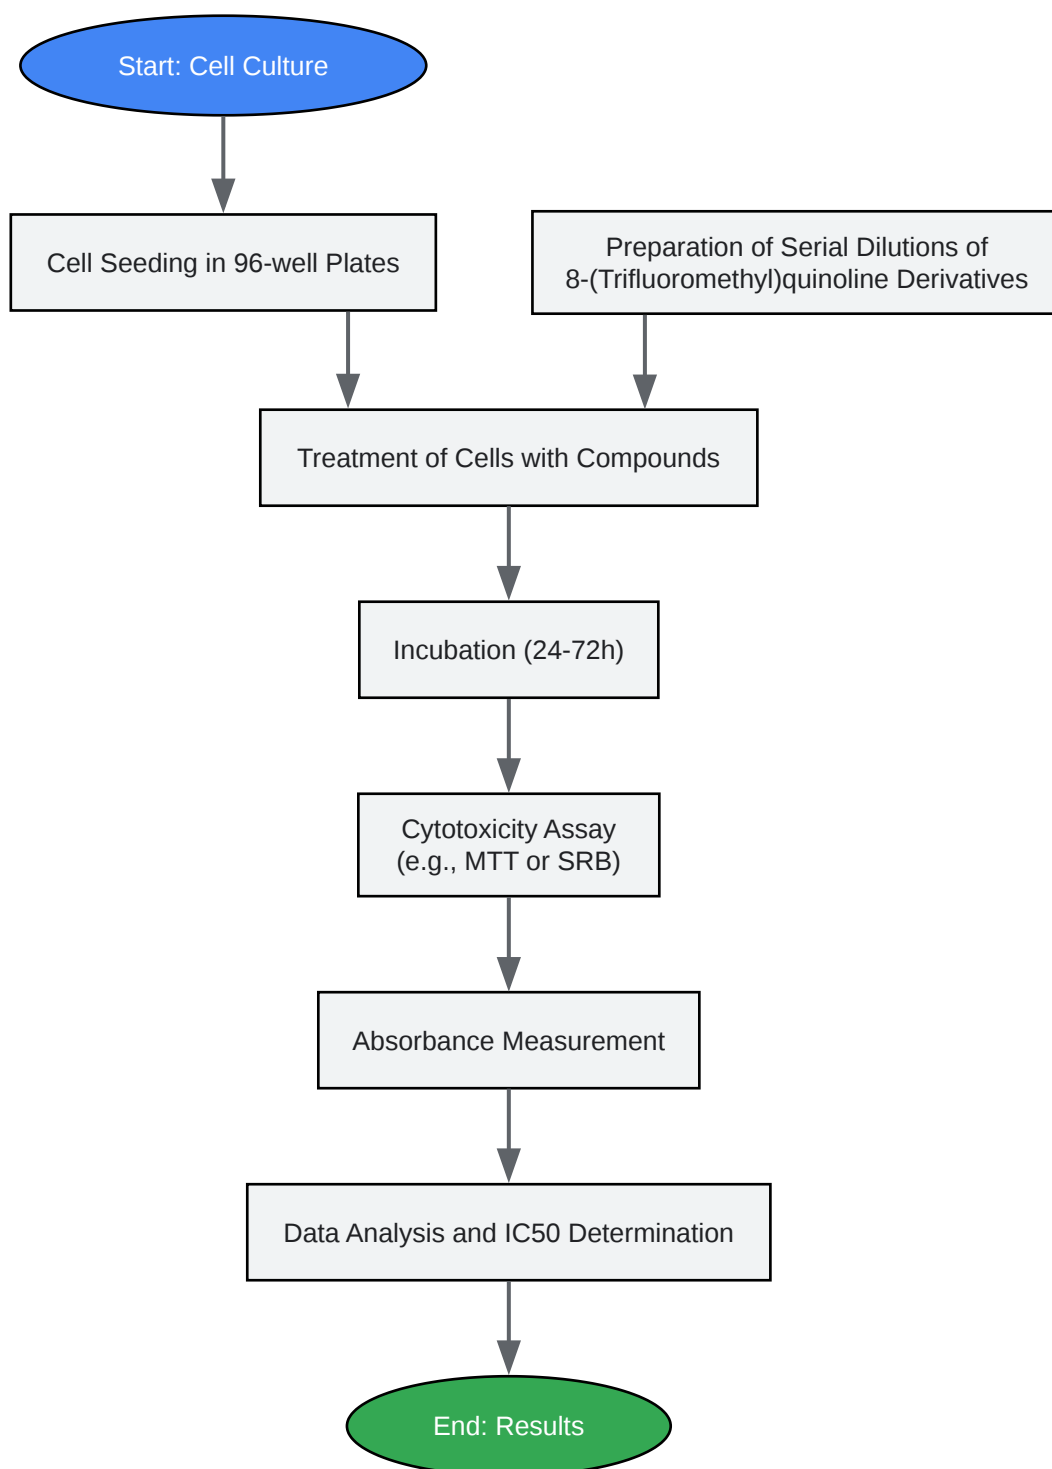 Start: Cell Culture
Cell Seeding in 96-well Plates
Preparation of Serial Dilutions of
8-(Trifluoromethyl)quinoline Derivatives
Treatment of Cells with Compounds
Incubation (24-72h)
Cytotoxicity Assay
(e.g., MTT or SRB)
Absorbance Measurement
Data Analysis and IC50 Determination
End: Results